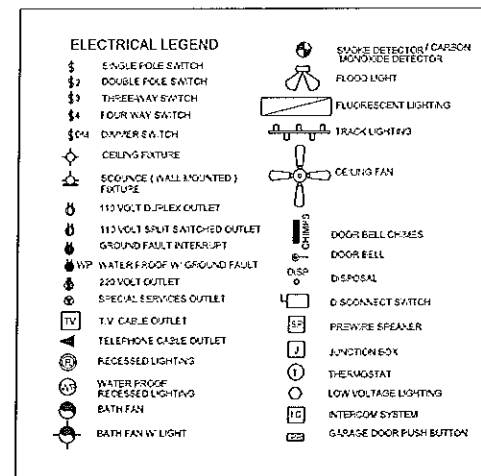 ELECTRICAL LEGEND
$ SINGLE POLE SWITCH
$2 DOUBLE POLE SWITCH
$3 THREE-WAY SWITCH
$4 FOUR WAY SWITCH
$DM DIMMER SWITCH
CEILING FIXTURE
SCOUNCE ( WALL MOUNTED )
FIXTURE
110 VOLT DUPLEX OUTLET
110 VOLT SPLIT SWITCHED OUTLET
GROUND FAULT INTERRUPT
WP WATER PROOF W/ GROUND FAULT
220 VOLT OUTLET
SPECIAL SERVICES OUTLET
TV T.V. CABLE OUTLET
TELEPHONE CABLE OUTLET
R RECESSED LIGHTING
WP WATER PROOF
RECESSED LIGHTING
BATH FAN
BATH FAN W/ LIGHT
SMOKE DETECTOR / CARBON
MONOXIDE DETECTOR
FLOOD LIGHT
FLUORESCENT LIGHTING
TRACK LIGHTING
CEILING FAN
CHIMES DOOR BELL CHIMES
DOOR BELL
DISP DISPOSAL
DISCONNECT SWITCH
SP PREWIRE SPEAKER
J JUNCTION BOX
T THERMOSTAT
LOW VOLTAGE LIGHTING
INTERCOM SYSTEM
GARAGE DOOR PUSH BUTTON